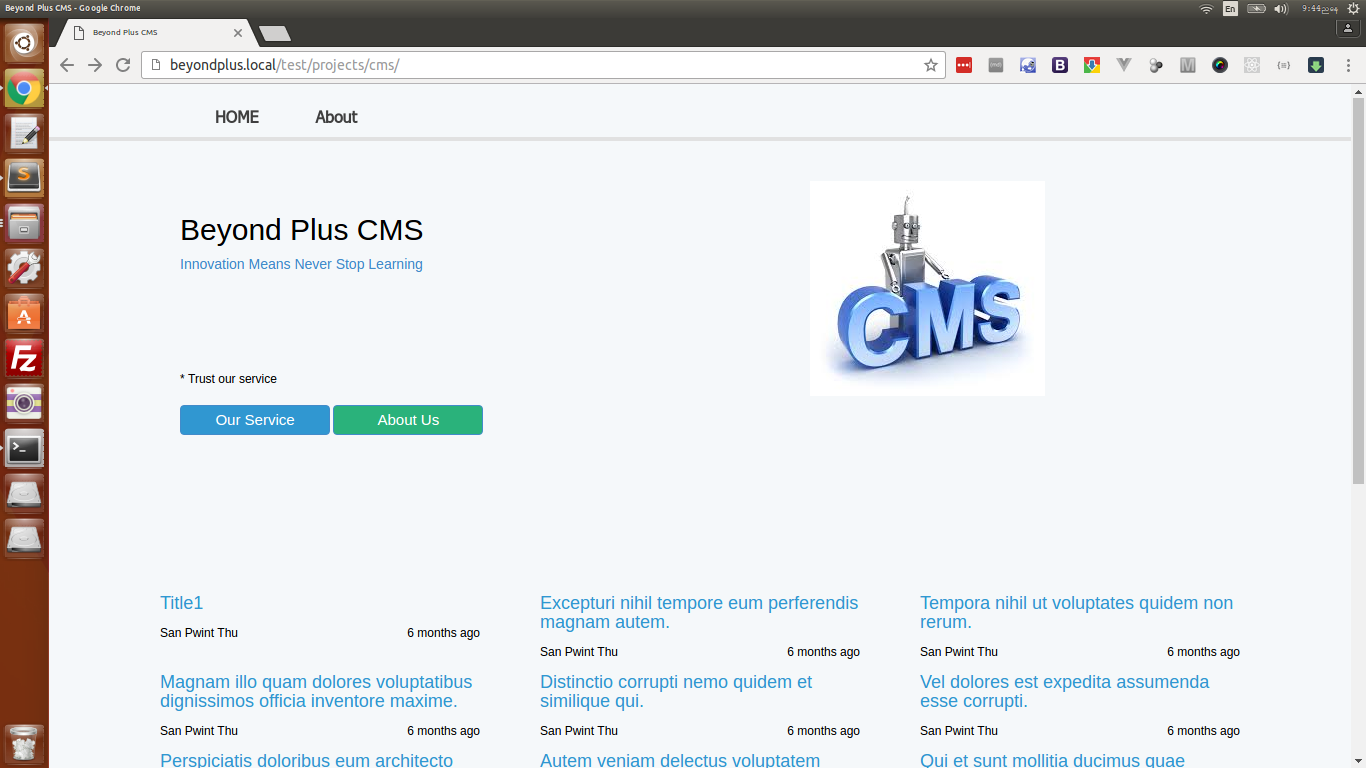 Beyond Plus CMS - Google Chrome
En
9:44ညနေ
Beyond Plus CMS
beyondplus.local/test/projects/cms/
HOME About
Beyond Plus CMS
Innovation Means Never Stop Learning
CMS
* Trust our service
Our Service About Us
Title1
San Pwint Thu 6 months ago
Excepturi nihil tempore eum perferendis
magnam autem.
San Pwint Thu 6 months ago
Tempora nihil ut voluptates quidem non
rerum.
San Pwint Thu 6 months ago
Magnam illo quam dolores voluptatibus
dignissimos officia inventore maxime.
San Pwint Thu 6 months ago
Distinctio corrupti nemo quidem et
similique qui.
San Pwint Thu 6 months ago
Vel dolores est expedita assumenda
esse corrupti.
San Pwint Thu 6 months ago
Perspiciatis doloribus eum architecto
Autem veniam delectus voluptatem
Qui et sunt mollitia ducimus quae